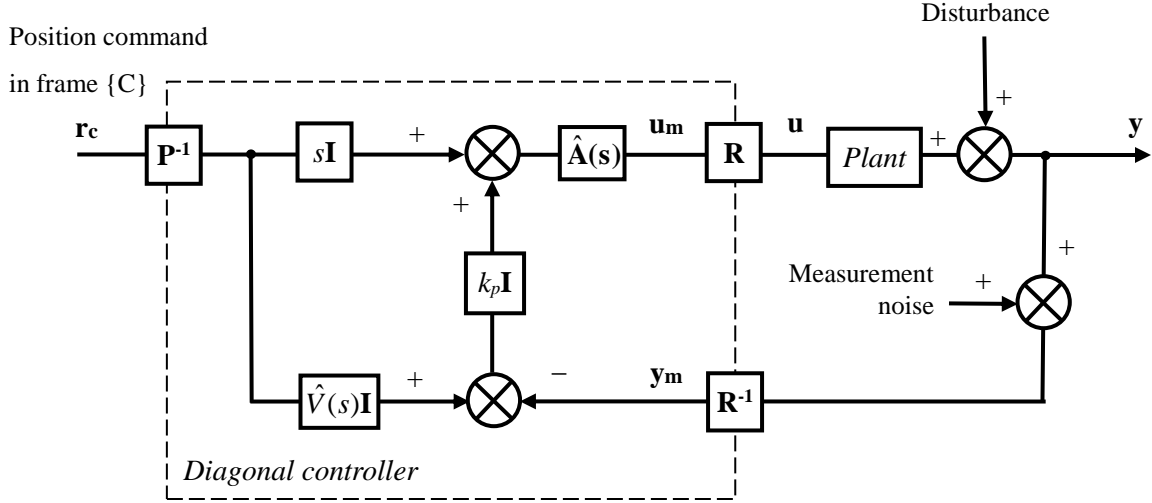 Disturbance
Position command
in frame {C}
+
r_c
P⁻¹
sI
+
Â(s)
u_m
R
u
Plant
+
y
+
k_pI
+
Measurement
noise
+
V̂(s)I
+
−
y_m
R⁻¹
Diagonal controller